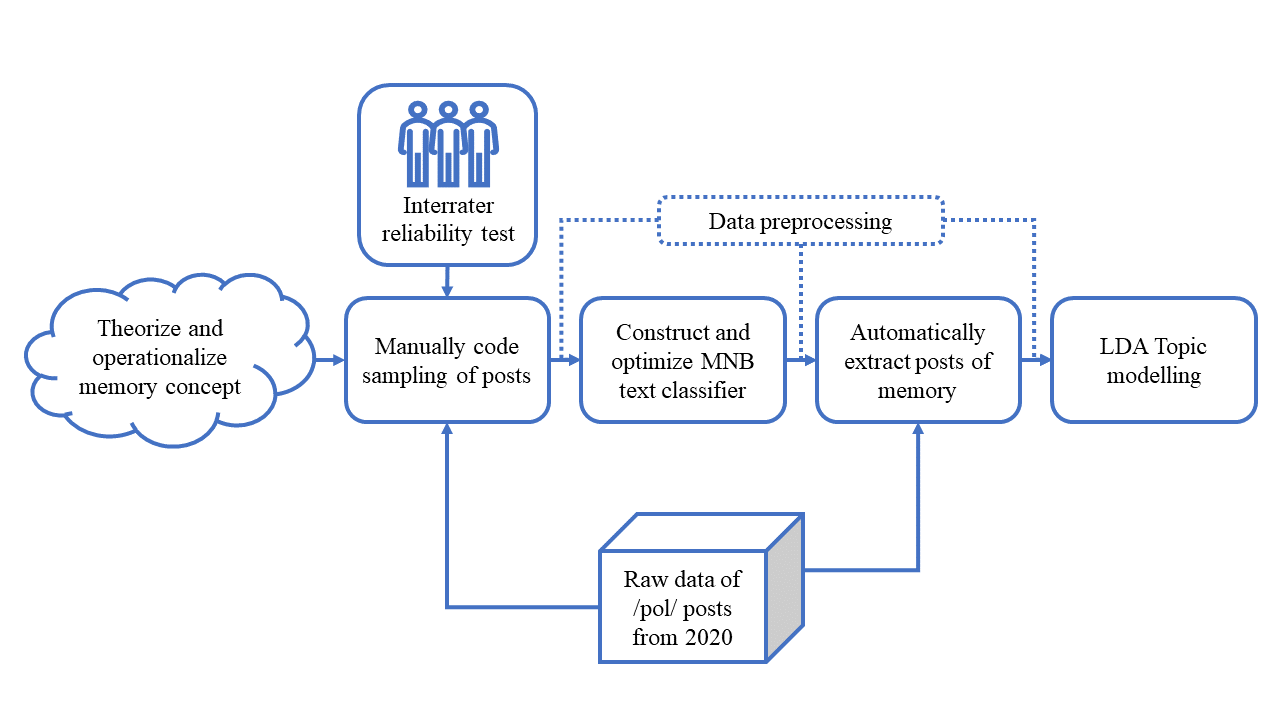 Interrater
reliability test
Data preprocessing
Theorize and
operationalize
memory concept
Manually code
sampling of posts
Construct and
optimize MNB
text classifier
Automatically
extract posts of
memory
LDA Topic
modelling
Raw data of
/pol/ posts
from 2020